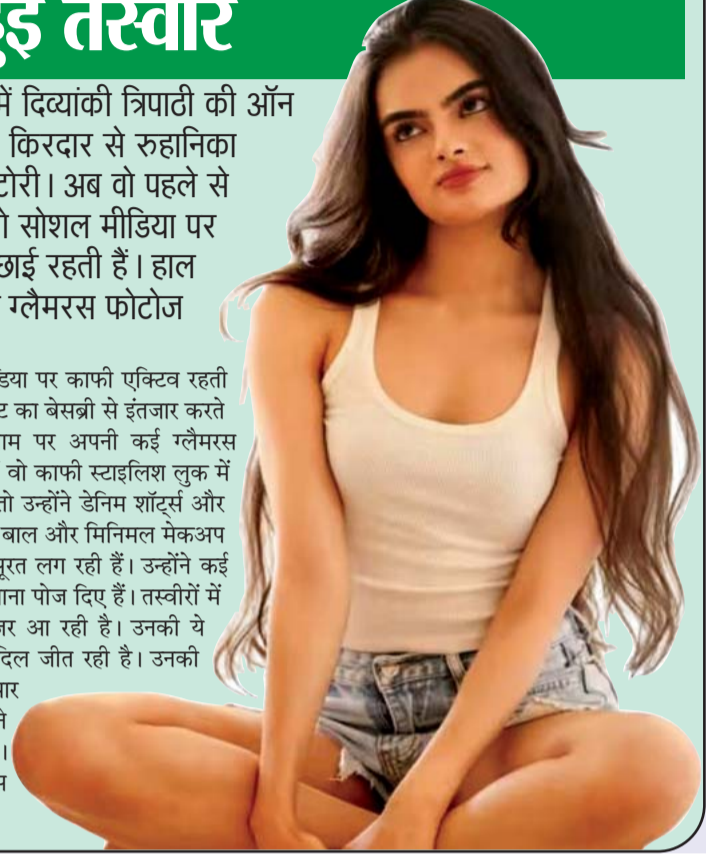 हुई तस्वीर
में दिव्यांकी त्रिपाठी की ऑन
किरदार से रुहानिका
टोरी। अब वो पहले से
सोशल मीडिया पर
छाई रहती हैं। हाल
ग्लैमरस फोटोज
डिया पर काफी एक्टिव रहती
का बेसब्री से इंतजार करते
पर अपनी कई ग्लैमरस
वो काफी स्टाइलिश लुक में
तो उन्होंने डेनिम शॉर्ट्स और
बाल और मिनिमल मेकअप
सूरत लग रही हैं। उन्होंने कई
पोज दिए हैं। तस्वीरों में
आ रही है। उनकी ये
दिल जीत रही है। उनकी